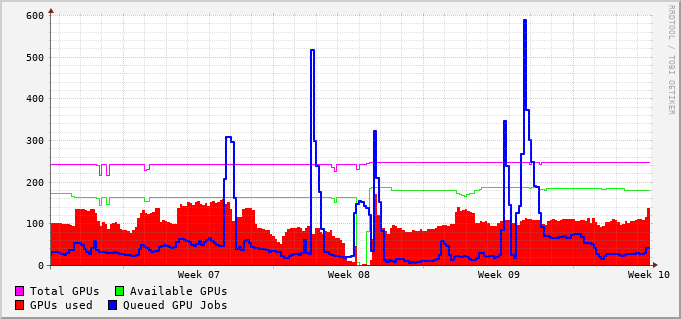 600
500
400
300
200
100
0
Week 07 Week 08 Week 09 Week 10
Total GPUs Available GPUs
GPUs used Queued GPU Jobs
RRDTOOL / TOBI OETIKER